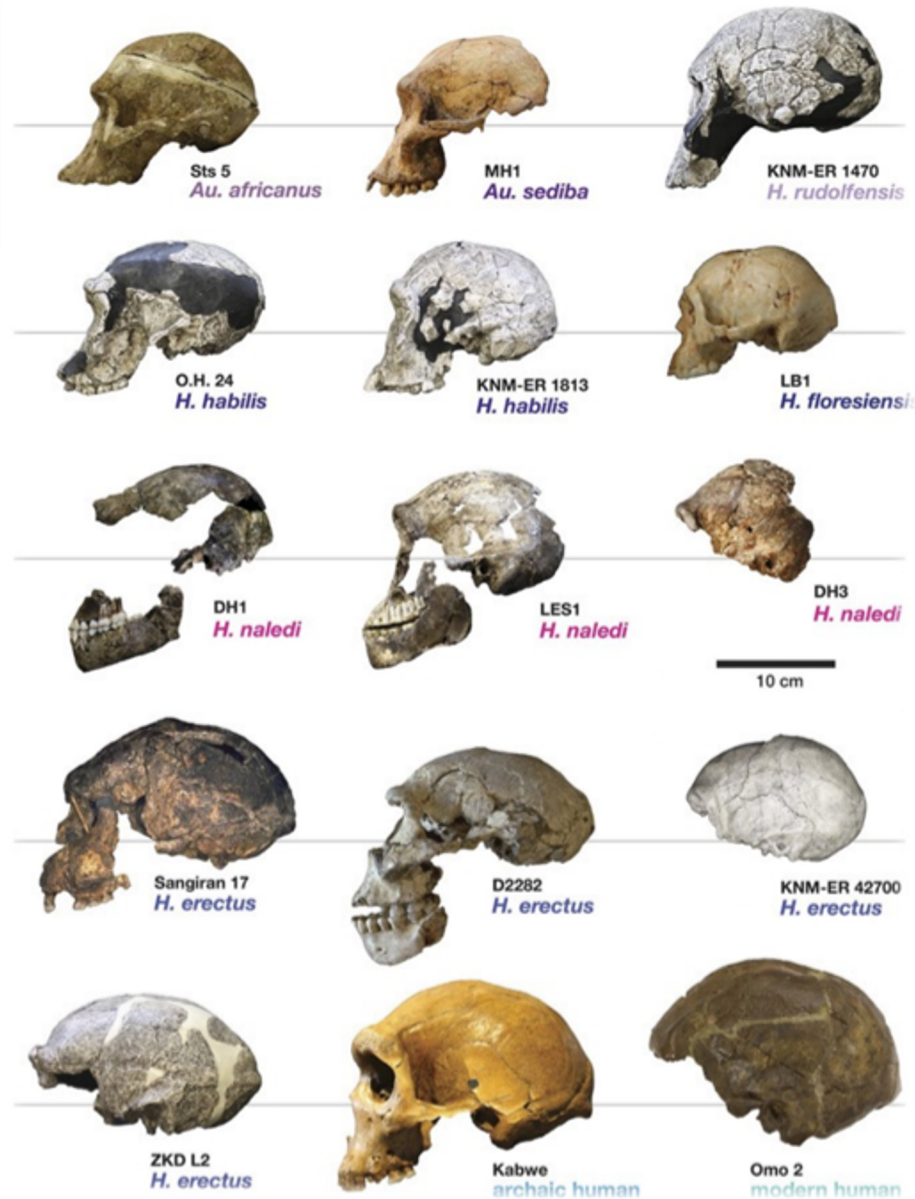 Sts 5
Au. africanus
MH1
Au. sediba
KNM-ER 1470
H. rudolfensis
O.H. 24
H. habilis
KNM-ER 1813
H. habilis
LB1
H. floresiensis
DH1
H. naledi
LES1
H. naledi
DH3
H. naledi
10 cm
Sangiran 17
H. erectus
D2282
H. erectus
KNM-ER 42700
H. erectus
ZKD L2
H. erectus
Kabwe
archaic human
Omo 2
modern human